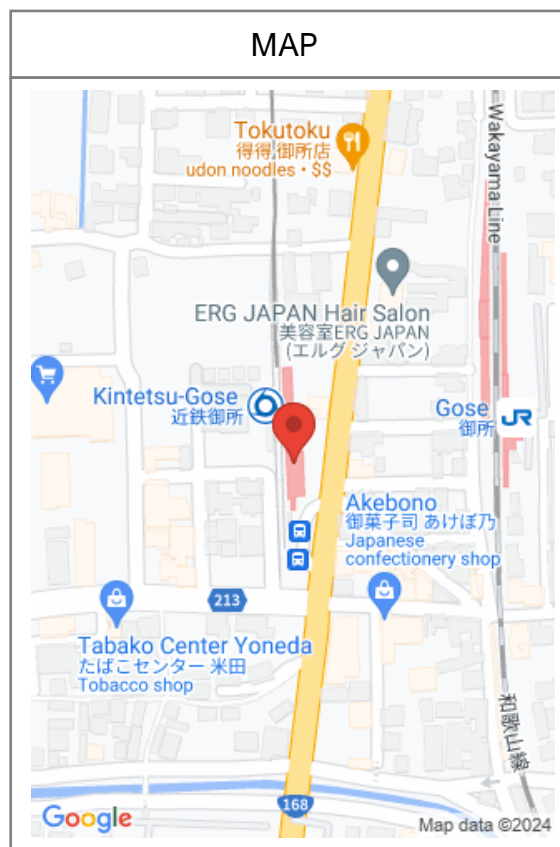 MAP
Tokutoku
得得 御所店
udon noodles • $$
Wakayama Line
ERG JAPAN Hair Salon
美容室ERG JAPAN
(エルグ ジャパン)
Kintetsu-Gose
近鉄御所
Gose
御所
JR
Akebono
御菓子司 あけぼ乃
Japanese
confectionery shop
213
Tabako Center Yoneda
たばこセンター 米田
Tobacco shop
和歌山線
168
Google
Map data ©2024